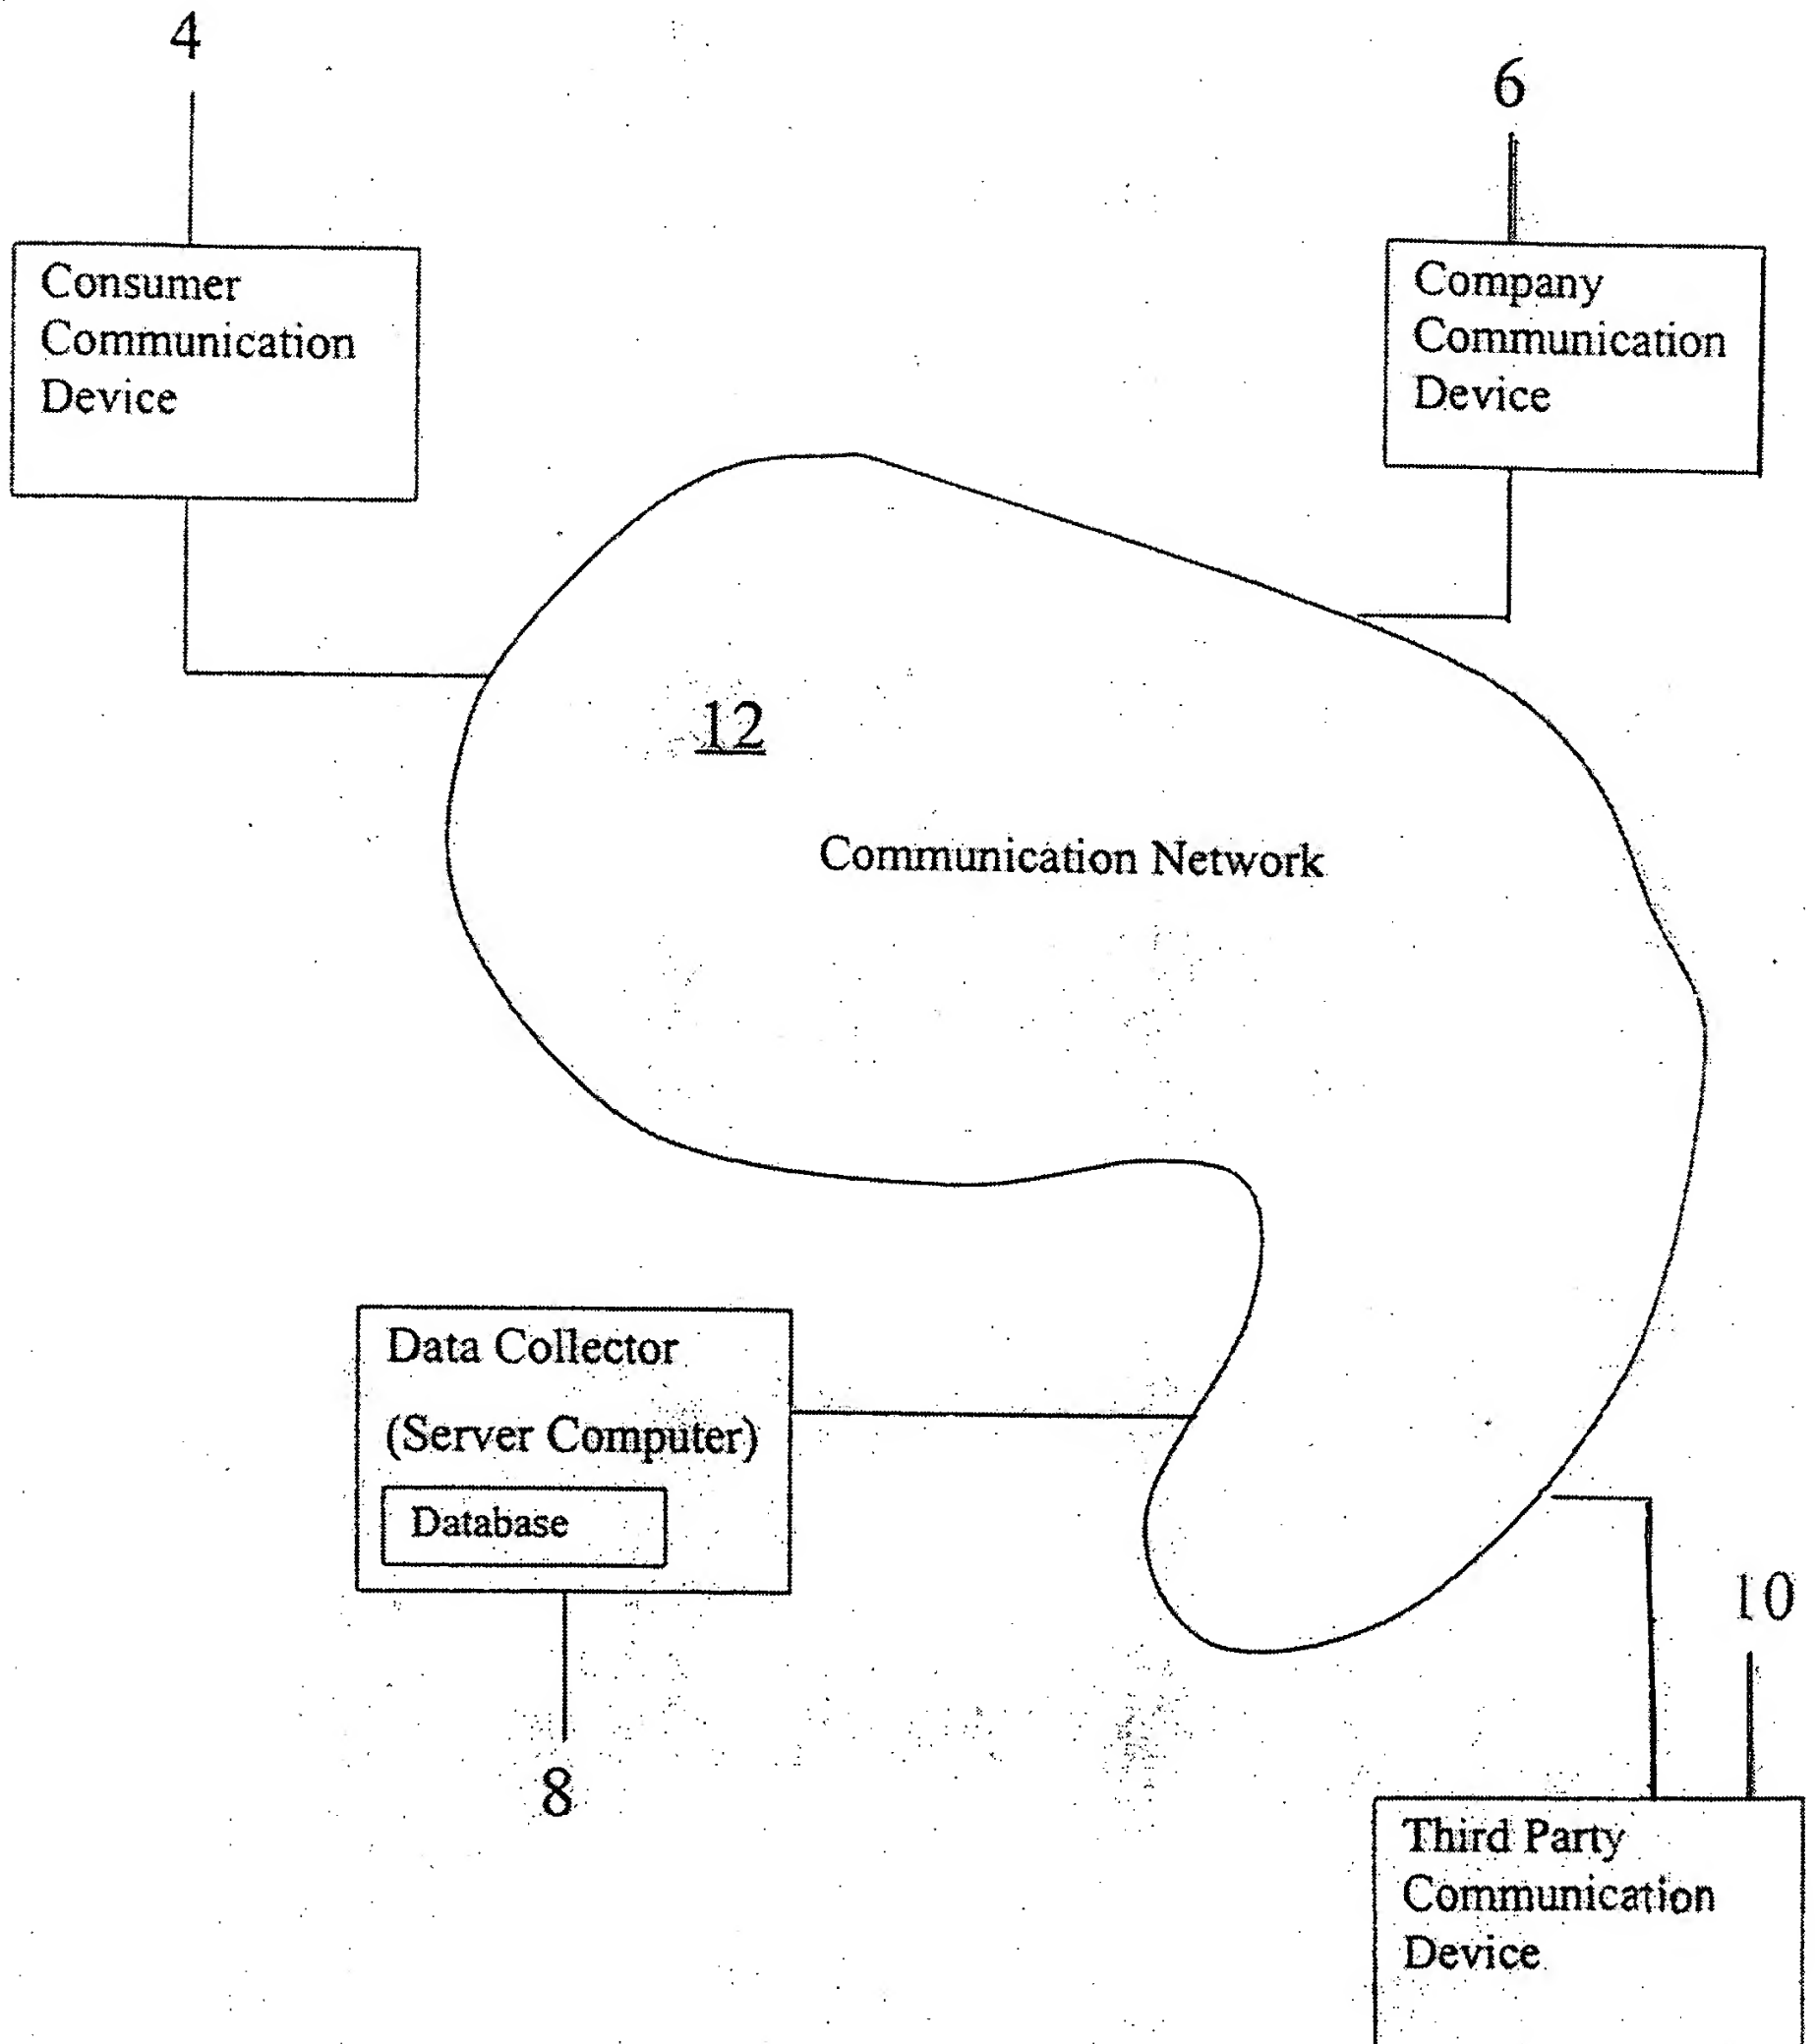 4
6
Consumer
Communication
Device
Company
Communication
Device
12
Communication Network
Data Collector
(Server Computer)
Database
8
10
Third Party
Communication
Device